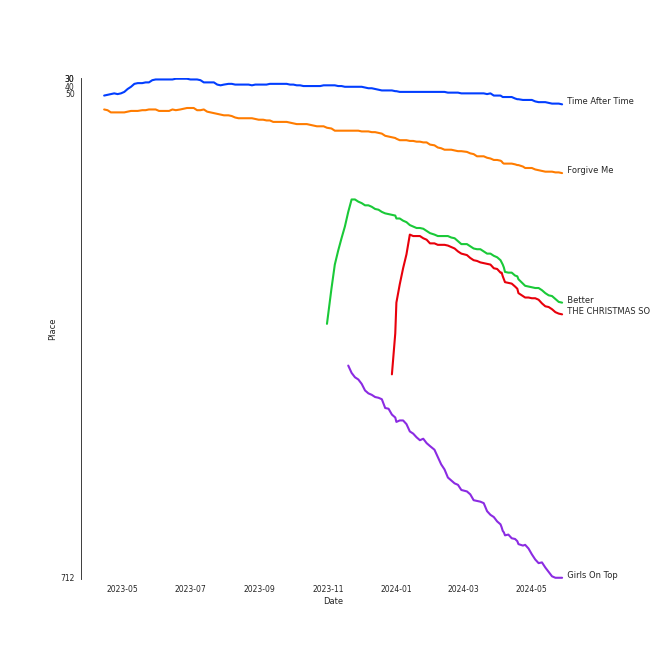 30
40
50
Time After Time
Forgive Me
Better
THE CHRISTMAS SO
Girls On Top
712
Place
2023-05 2023-07 2023-09 2023-11 2024-01 2024-03 2024-05
Date